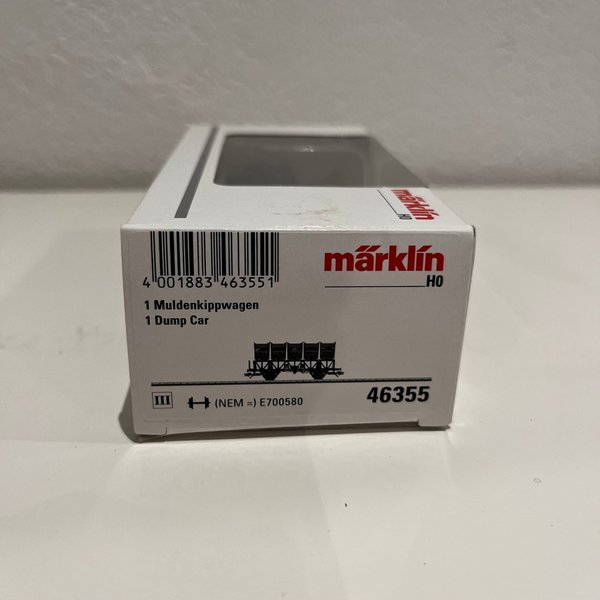 märklin
H0
4 001883 463551
märklin
H0
1 Muldenkippwagen
1 Dump Car
III
(NEM =) E700580
46355